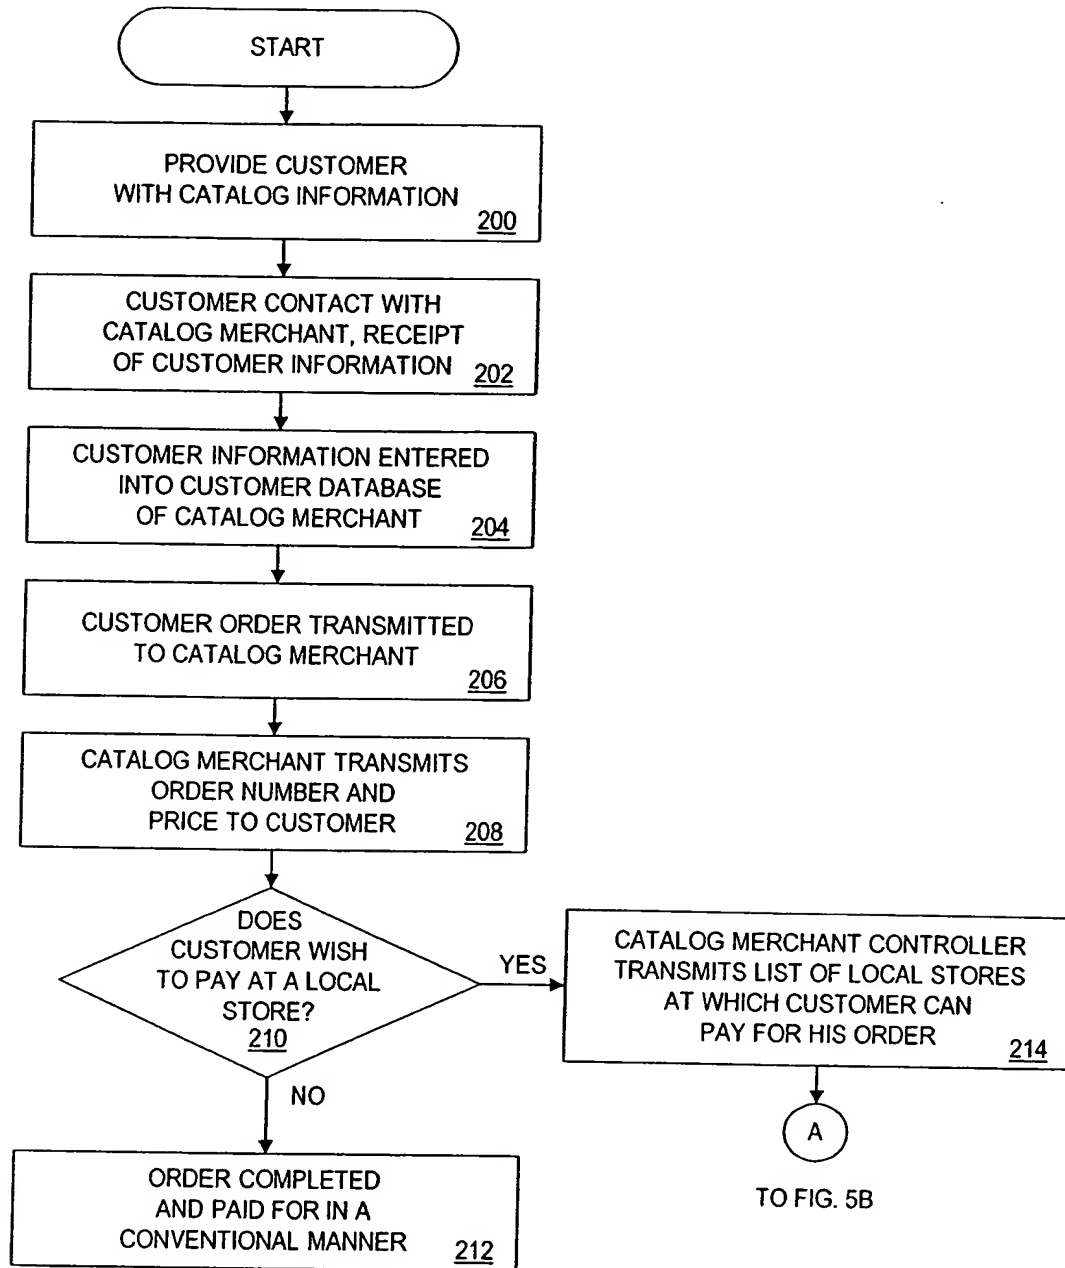 START
PROVIDE CUSTOMER
WITH CATALOG INFORMATION
200
CUSTOMER CONTACT WITH
CATALOG MERCHANT, RECEIPT
OF CUSTOMER INFORMATION
202
CUSTOMER INFORMATION ENTERED
INTO CUSTOMER DATABASE
OF CATALOG MERCHANT
204
CUSTOMER ORDER TRANSMITTED
TO CATALOG MERCHANT
206
CATALOG MERCHANT TRANSMITS
ORDER NUMBER AND
PRICE TO CUSTOMER
208
DOES
CUSTOMER WISH
TO PAY AT A LOCAL
STORE?
210
YES
NO
CATALOG MERCHANT CONTROLLER
TRANSMITS LIST OF LOCAL STORES
AT WHICH CUSTOMER CAN
PAY FOR HIS ORDER
214
A
TO FIG. 5B
ORDER COMPLETED
AND PAID FOR IN A
CONVENTIONAL MANNER
212